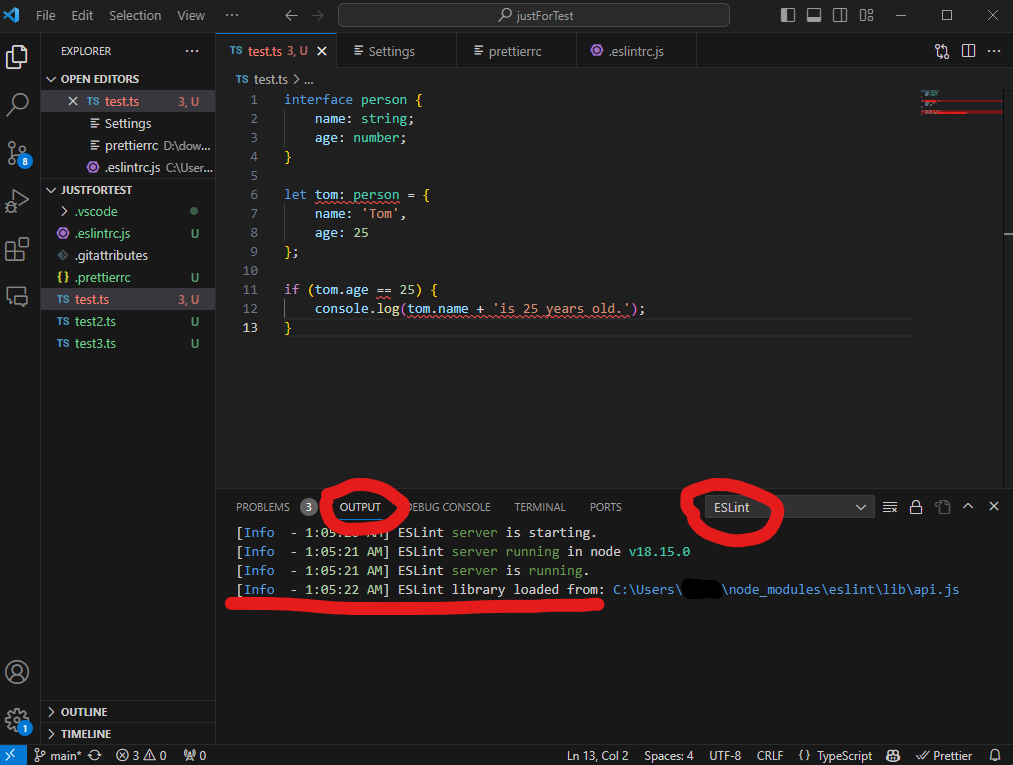 File Edit Selection View ··· justForTest
EXPLORER ···
OPEN EDITORS
TS test.ts 3, U
Settings
prettierrc D:\dow...
.eslintrc.js C:\User...
JUSTFORTEST
.vscode
.eslintrc.js U
.gitattributes
{} .prettierrc U
TS test.ts 3, U
TS test2.ts U
TS test3.ts U
OUTLINE
TIMELINE
8
1
TS test.ts 3, U Settings prettierrc .eslintrc.js ···
TS test.ts > ...
1 interface person {
2 name: string;
3 age: number;
4 }
5
6 let tom: person = {
7 name: 'Tom',
8 age: 25
9 };
10
11 if (tom.age == 25) {
12 console.log(tom.name + 'is 25 years old.');
13 }
PROBLEMS 3 OUTPUT DEBUG CONSOLE TERMINAL PORTS ESLint
[Info - 1:05:20 AM] ESLint server is starting.
[Info - 1:05:21 AM] ESLint server running in node v18.15.0
[Info - 1:05:21 AM] ESLint server is running.
[Info - 1:05:22 AM] ESLint library loaded from: C:\Users\ \node_modules\eslint\lib\api.js
main* 3 0 0 Ln 13, Col 2 Spaces: 4 UTF-8 CRLF {} TypeScript Prettier